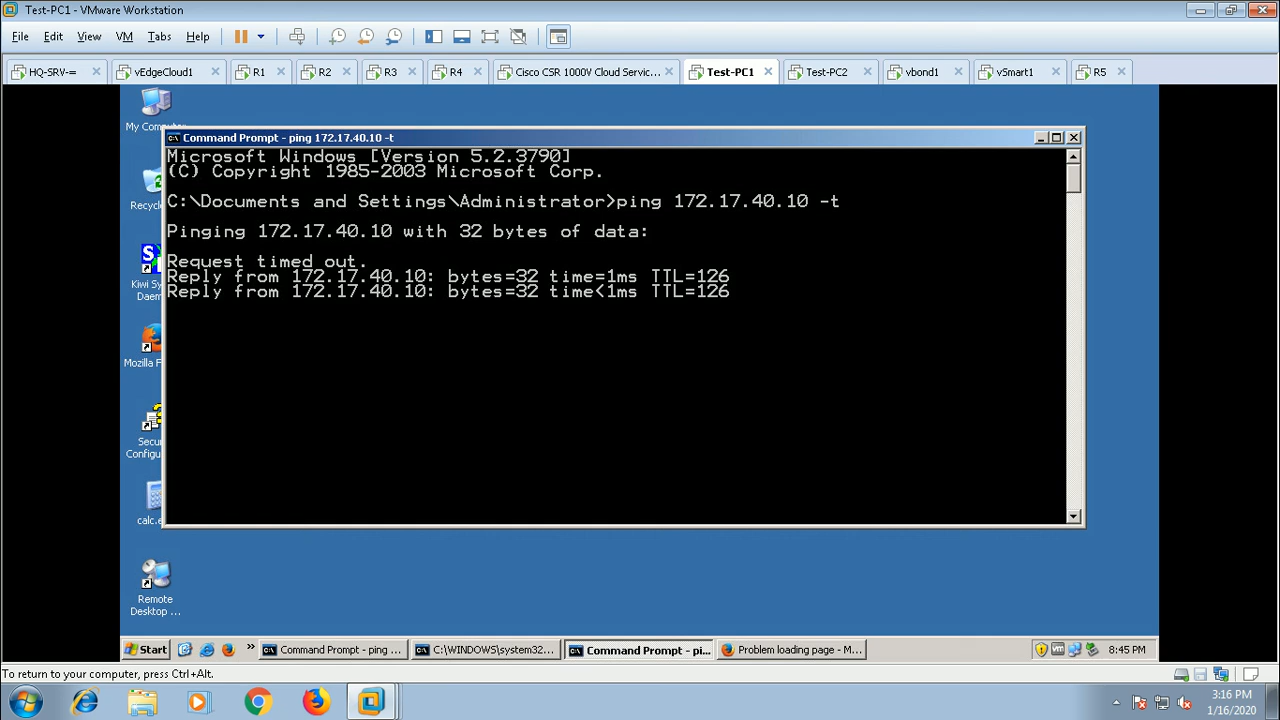 Test-PC1 - VMware Workstation
File Edit View VM Tabs Help
HQ-SRV-= vEdgeCloud1 R1 R2 R3 R4 Cisco CSR 1000V Cloud Servic... Test-PC1 Test-PC2 vbond1 vSmart1 R5
My Computer
Command Prompt - ping 172.17.40.10 -t
Microsoft Windows [Version 5.2.3790]
(C) Copyright 1985-2003 Microsoft Corp.
C:\Documents and Settings\Administrator>ping 172.17.40.10 -t
Pinging 172.17.40.10 with 32 bytes of data:
Request timed out.
Reply from 172.17.40.10: bytes=32 time=1ms TTL=126
Reply from 172.17.40.10: bytes=32 time<1ms TTL=126
Recycl
Kiwi Sy
Mozilla F
Secu
Config
calc.e
Remote
Desktop ...
Start Command Prompt - ping ... C:\WINDOWS\system32... Command Prompt - pi... Problem loading page - M... 8:45 PM
To return to your computer, press Ctrl+Alt.
3:16 PM
1/16/2020